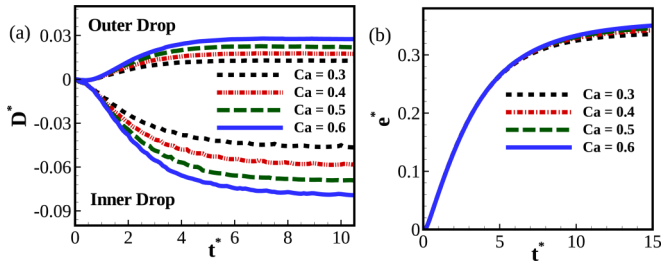 (a)
Outer Drop
D*
0.03
0
-0.03
-0.06
-0.09
Ca = 0.3
Ca = 0.4
Ca = 0.5
Ca = 0.6
Inner Drop
0 2 4 6 8 10
t*
(b)
e*
0.3
0.2
0.1
0
Ca = 0.3
Ca = 0.4
Ca = 0.5
Ca = 0.6
0 5 10 15
t*